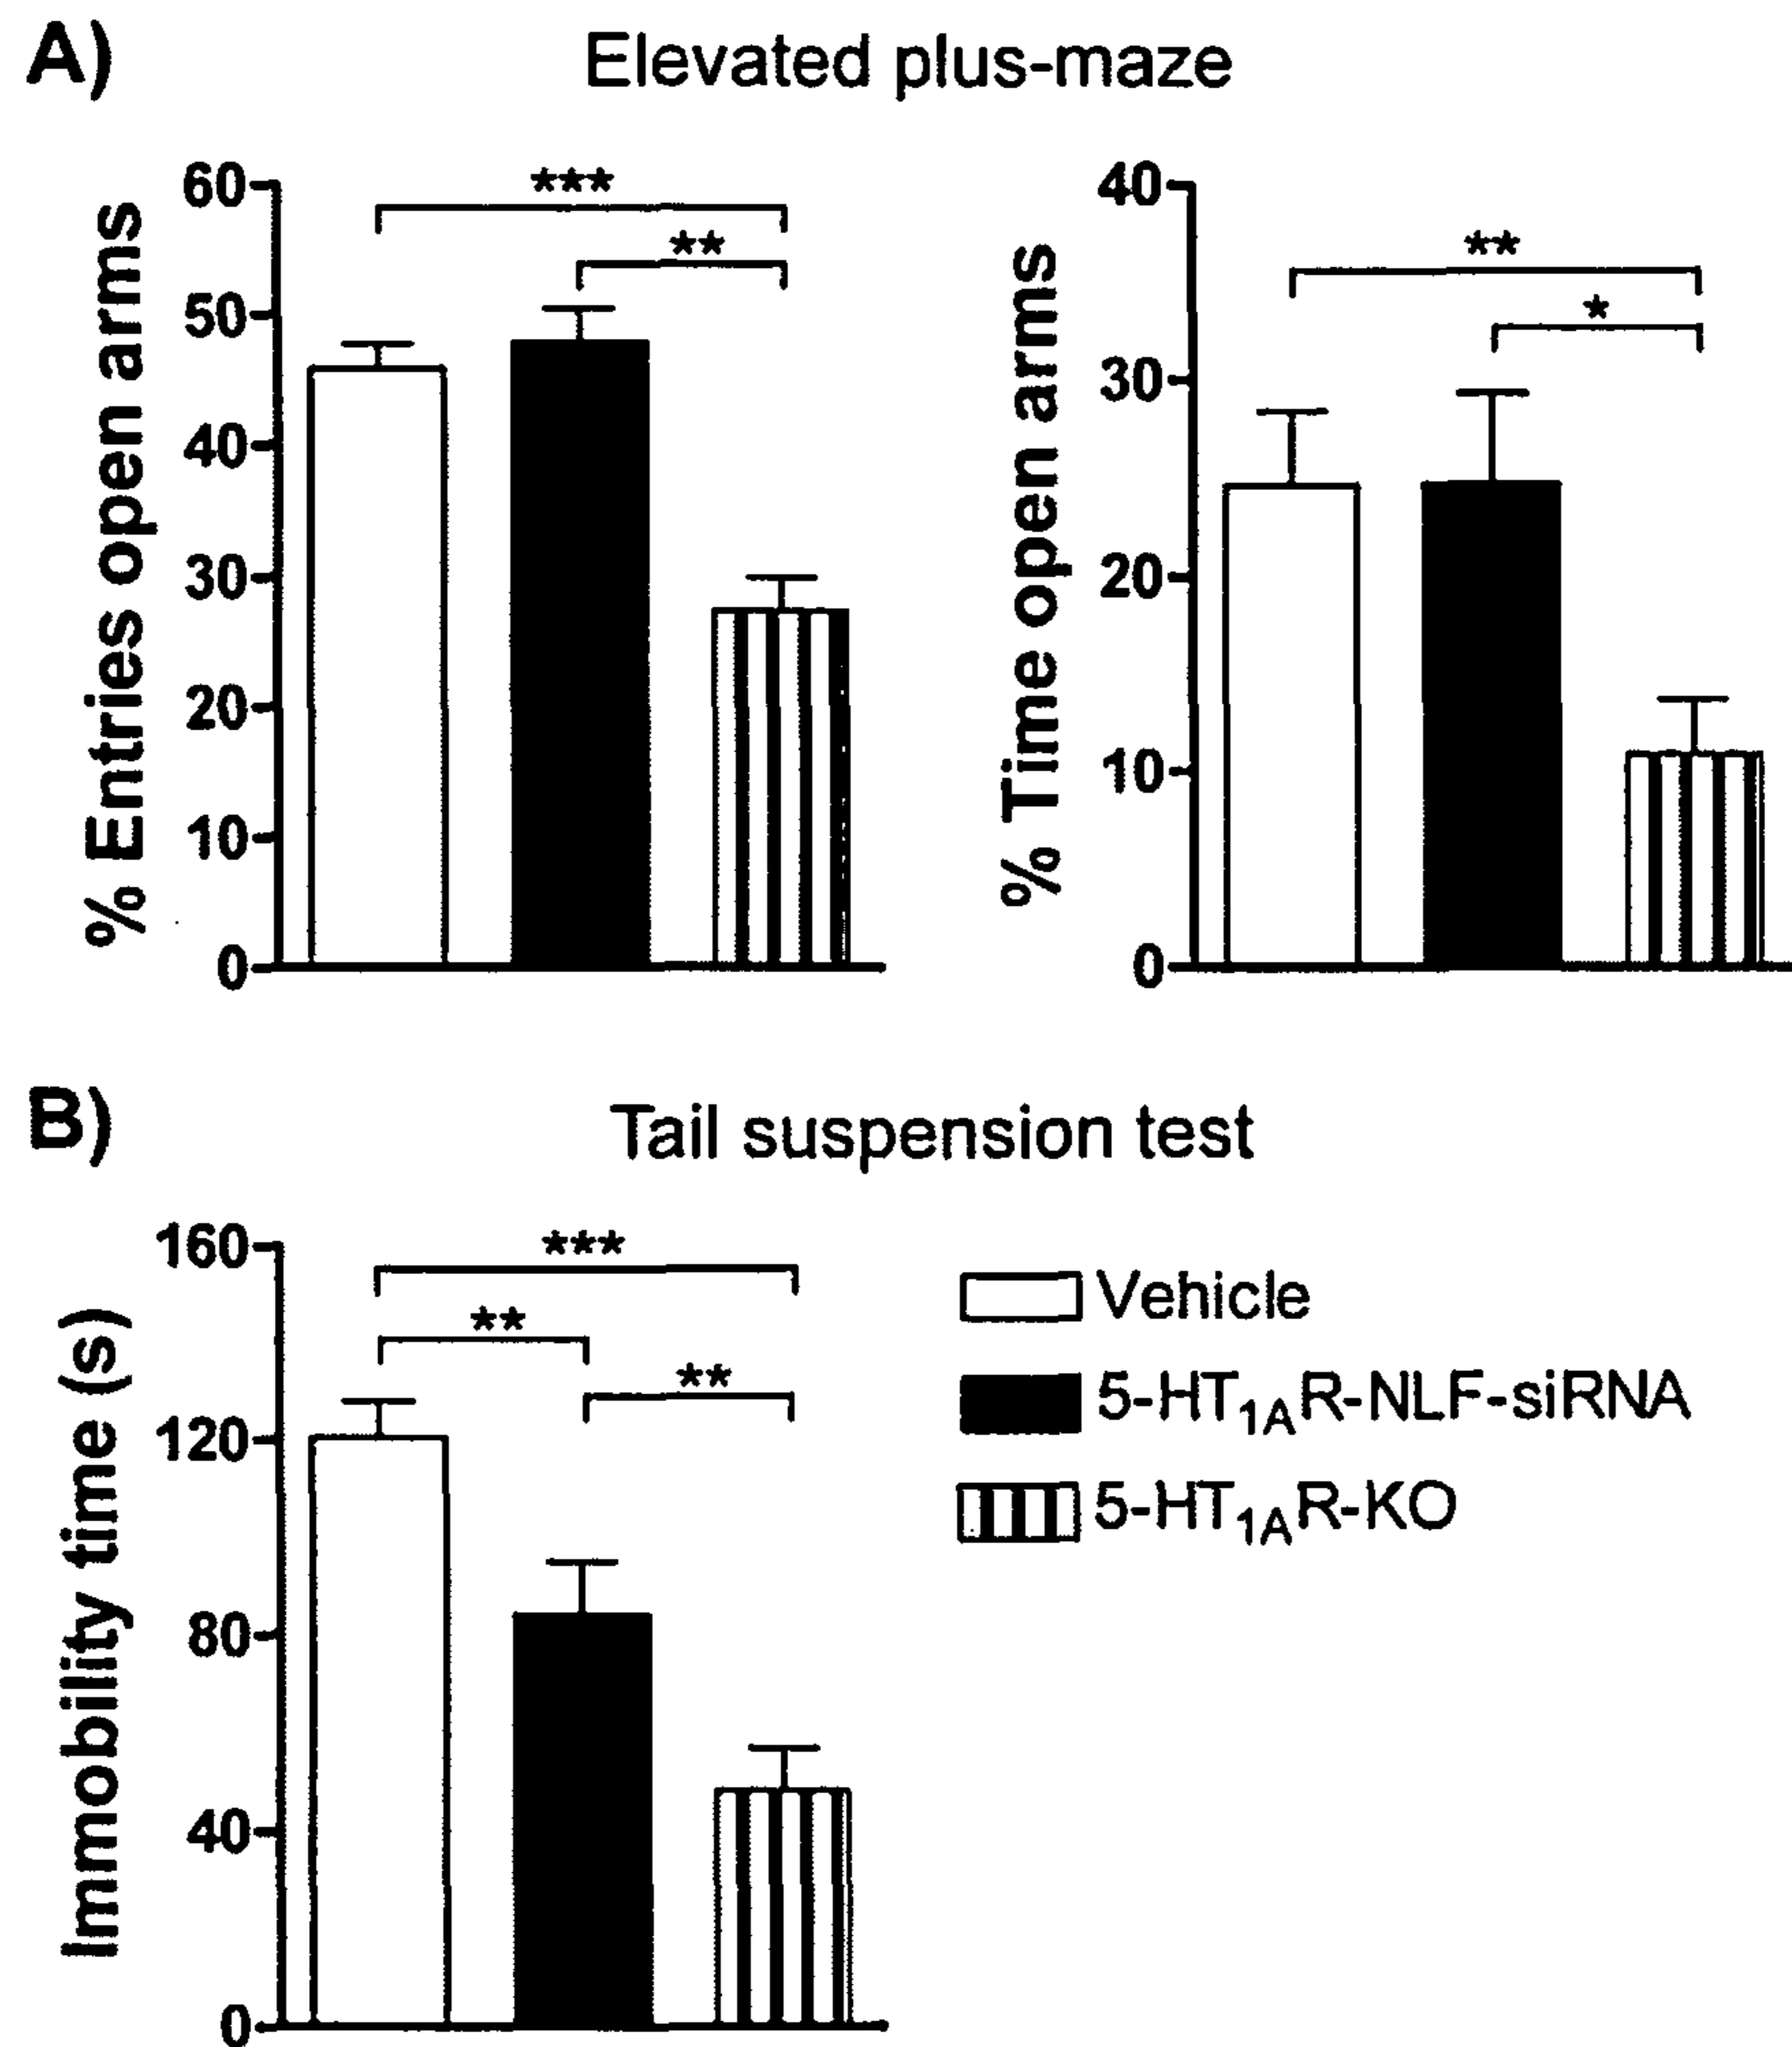 A)
Elevated plus-maze
% Entries open arms
60
50
40
30
20
10
0
***
**
% Time open arms
40
30
20
10
0
**
*
B)
Tail suspension test
Immobility time (s)
160
120
80
40
0
***
**
**
Vehicle
5-HT1AR-NLF-siRNA
5-HT1AR-KO